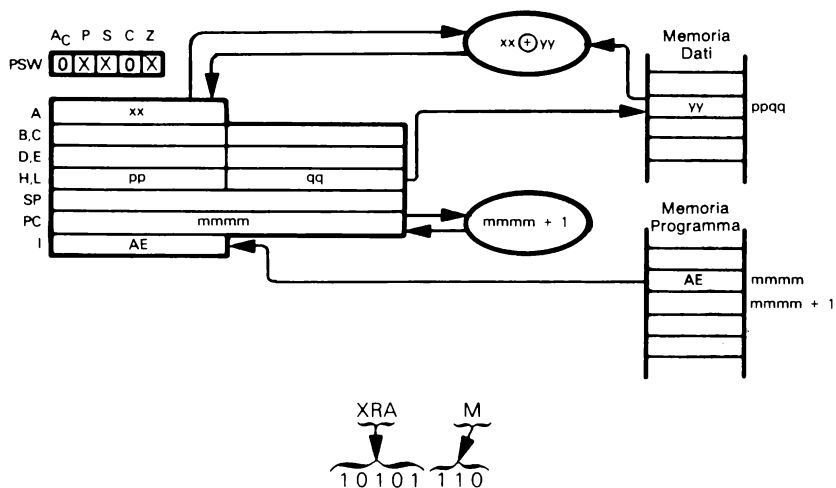 A_C P S C Z
PSW 0 X X 0 X
xx ⊕ yy
Memoria
Dati
A xx
yy ppqq
B,C
D,E
H,L pp qq
SP
PC mmmm
mmmm + 1
I AE
Memoria
Programma
AE mmmm
mmmm + 1
XRA M
10101 110